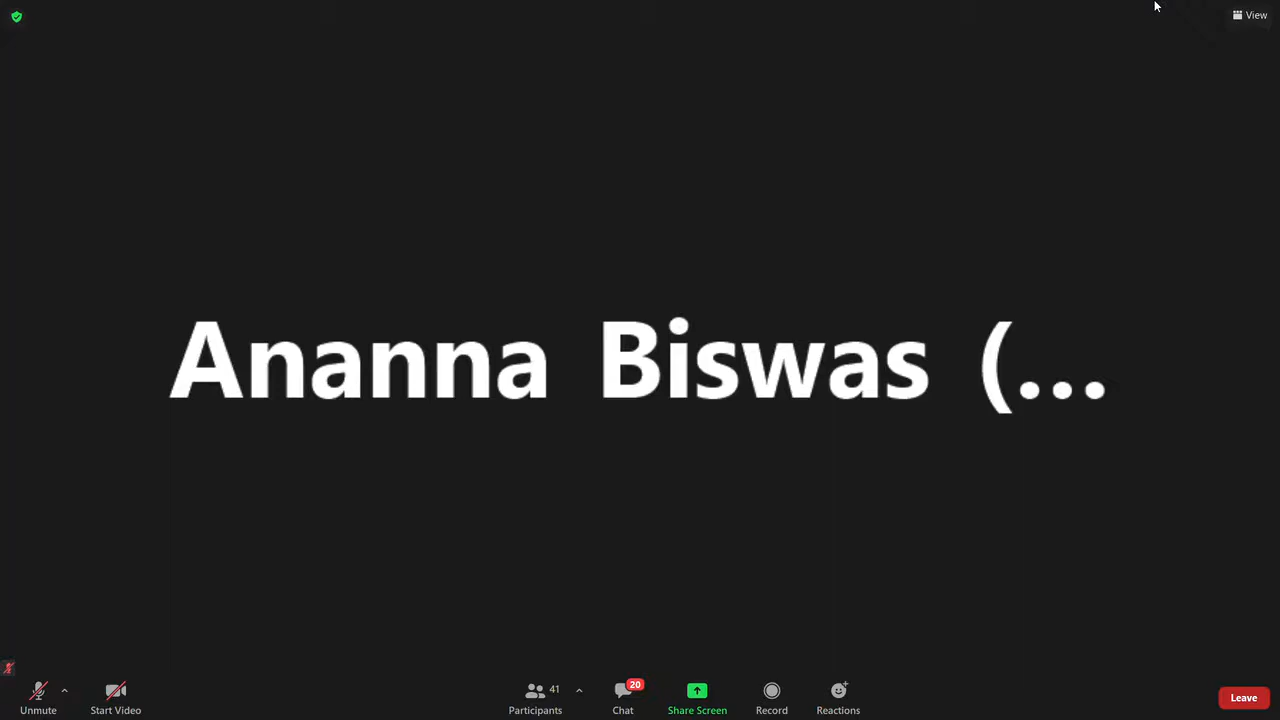 View
Ananna Biswas (...
Unmute
Start Video
41
Participants
20
Chat
Share Screen
Record
Reactions
Leave